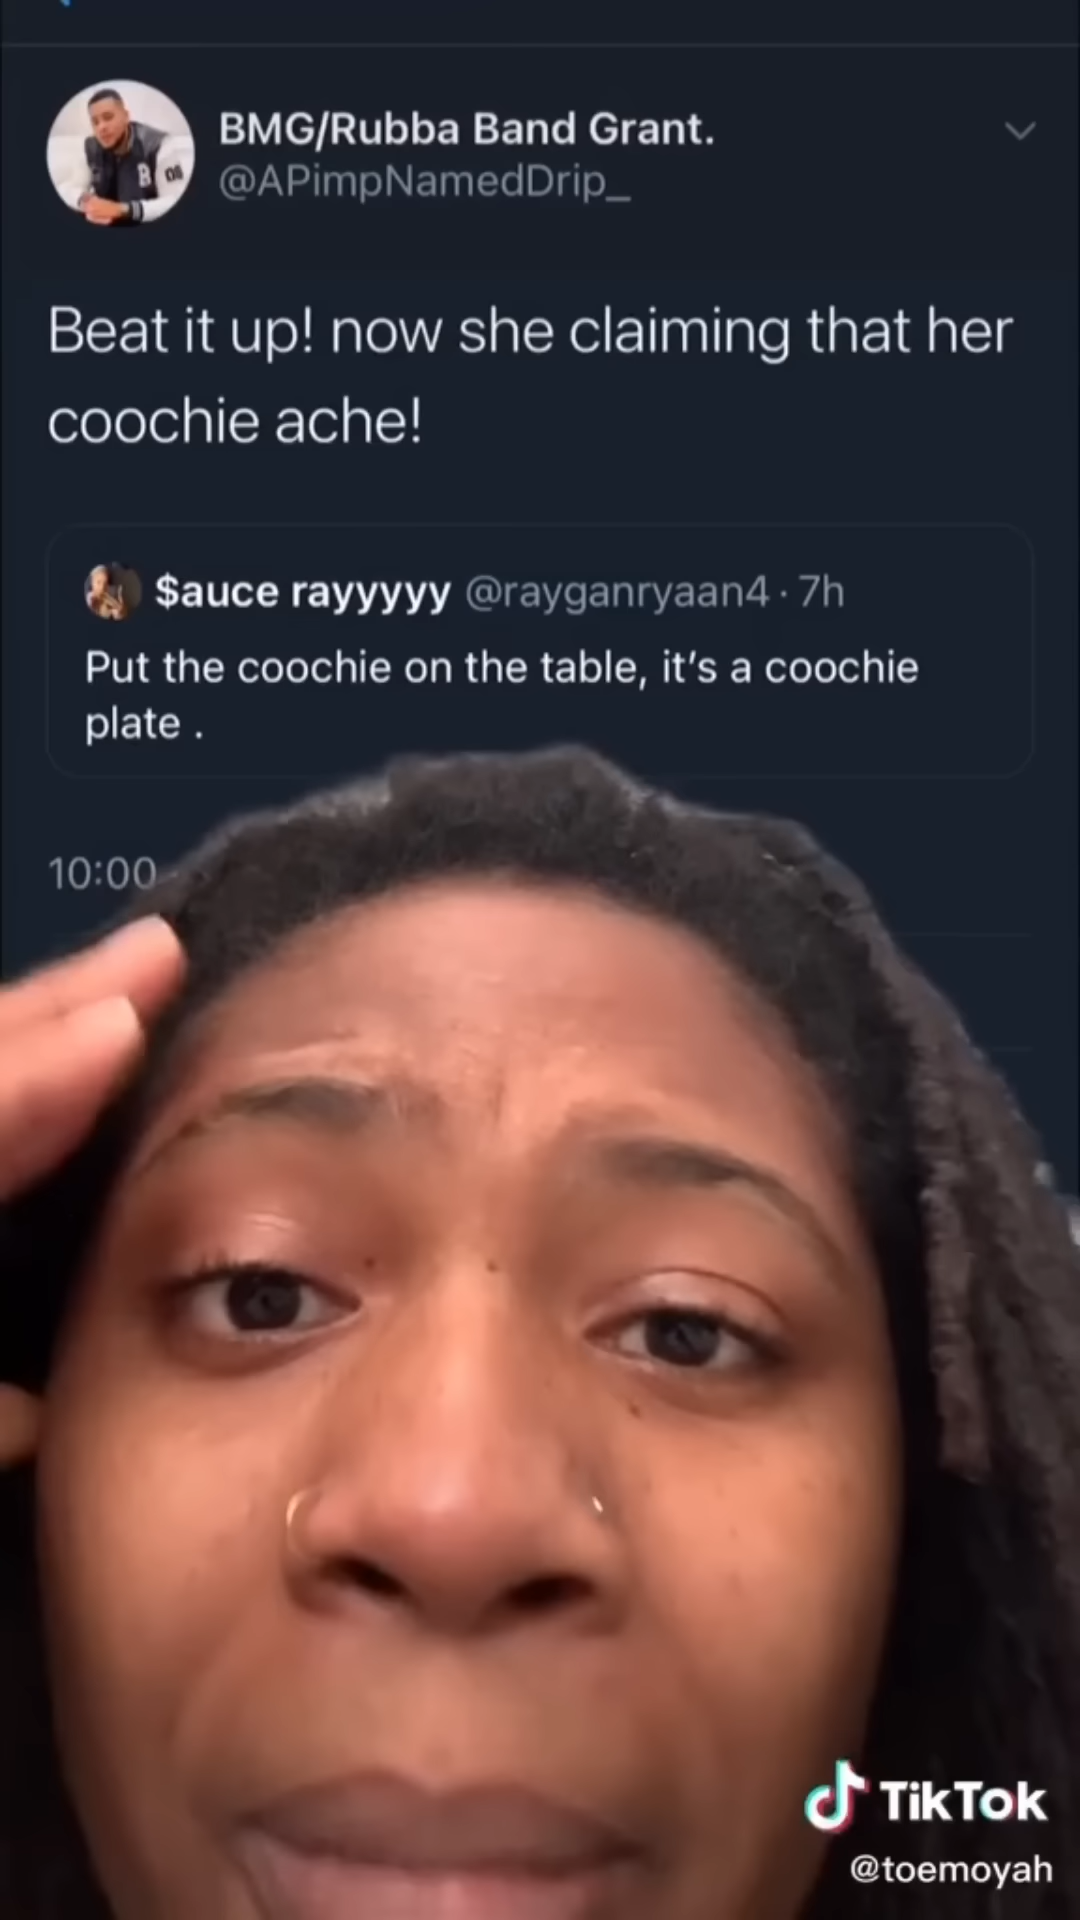 BMG/Rubba Band Grant.
@APimpNamedDrip_
Beat it up! now she claiming that her
coochie ache!
$auce rayyyyy @rayganryaan4 · 7h
Put the coochie on the table, it's a coochie
plate .
10:00
TikTok
@toemoyah